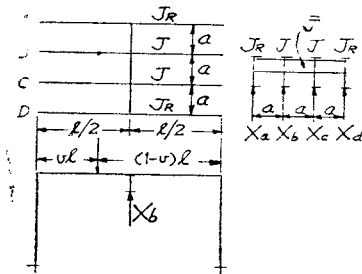 J_R
J
C J
D J_R
a
a
a
l/2 l/2
υl (1-υ)l
X_b
J_R J J J_R
a a a
X_a X_b X_c X_d